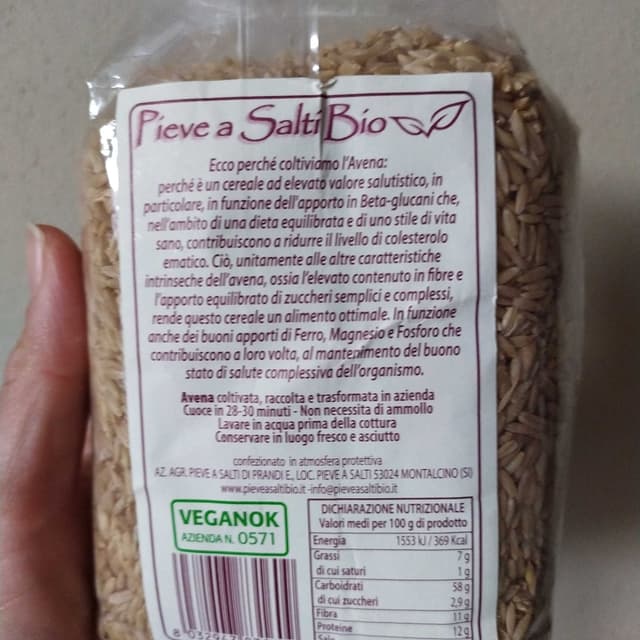 Pieve a Salti Bio
Ecco perché coltiviamo l'Avena:
perché è un cereale ad elevato valore salutistico, in
particolare, in funzione dell'apporto in Beta-glucani che,
nell'ambito di una dieta equilibrata e di uno stile di vita
sano, contribuiscono a ridurre il livello di colesterolo
ematico. Ciò, unitamente alle altre caratteristiche
intrinseche dell'avena, ossia l'elevato contenuto in fibre e
l'apporto equilibrato di zuccheri semplici e complessi,
rende questo cereale un alimento ottimale. In funzione
anche dei buoni apporti di Ferro, Magnesio e Fosforo che
contribuiscono a loro volta, al mantenimento del buono
stato di salute complessiva dell'organismo.
Avena coltivata, raccolta e trasformata in azienda
Cuoce in 28-30 minuti - Non necessita di ammollo
Lavare in acqua prima della cottura
Conservare in luogo fresco e asciutto
confezionato in atmosfera protettiva
AZ. AGR. PIEVE A SALTI DI PRANDI E., LOC. PIEVE A SALTI 53024 MONTALCINO (SI)
www.pieveasaltibio.it -info@pieveasaltibio.it
VEGANOK
AZIENDA N. 0571
DICHIARAZIONE NUTRIZIONALE
Valori medi per 100 g di prodotto
Energia 1553 kJ / 369 Kcal
Grassi 7 g
di cui saturi 1 g
Carboidrati 58 g
di cui zuccheri 2,9 g
Fibra 11 g
Proteine 12 g
Sale